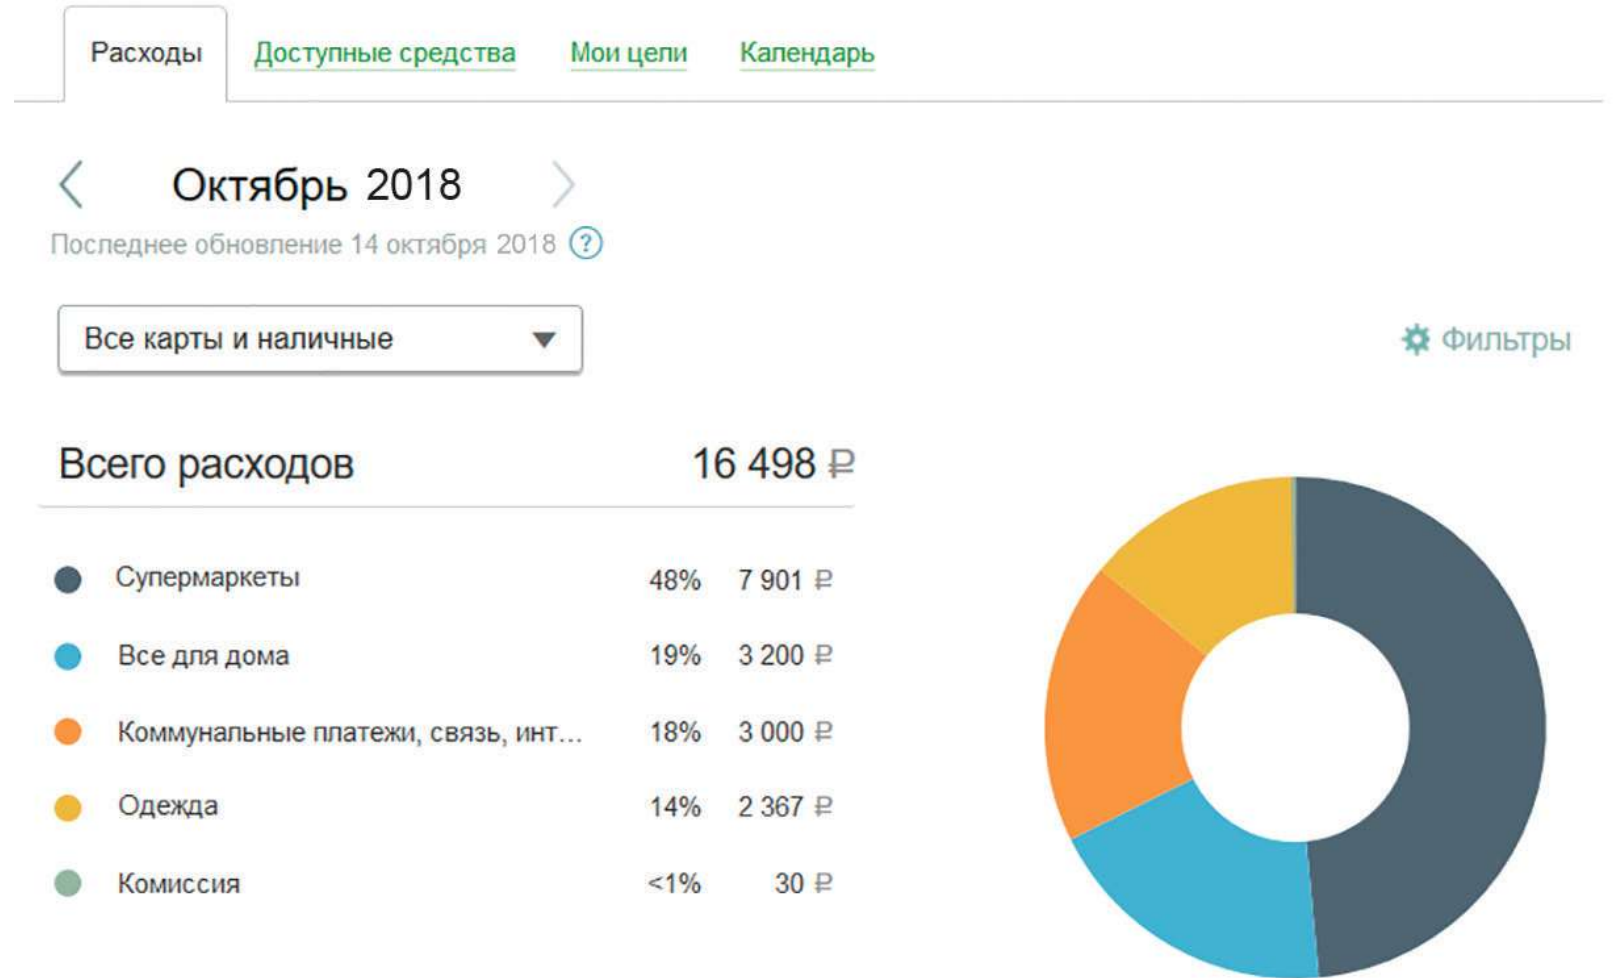 Расходы Доступные средства Мои цели Календарь
Октябрь 2018
Последнее обновление 14 октября 2018 ?
Все карты и наличные
Фильтры
Всего расходов 16 498 ₽
Супермаркеты 48% 7 901 ₽
Все для дома 19% 3 200 ₽
Коммунальные платежи, связь, инт... 18% 3 000 ₽
Одежда 14% 2 367 ₽
Комиссия <1% 30 ₽